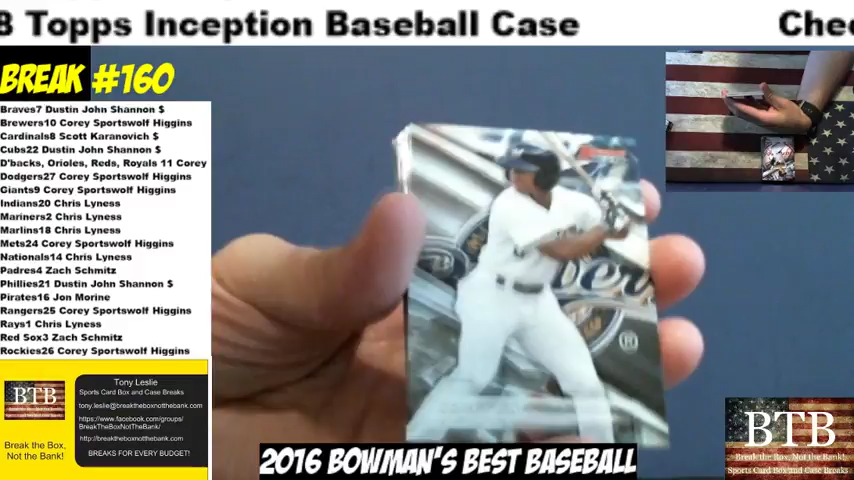 8 Topps Inception Baseball Case
Chec
BREAK #160
Braves7 Dustin John Shannon $
Brewers10 Corey Sportswolf Higgins
Cardinals8 Scott Karanovich $
Cubs22 Dustin John Shannon $
D'backs, Orioles, Reds, Royals 11 Corey
Dodgers27 Corey Sportswolf Higgins
Giants9 Corey Sportswolf Higgins
Indians20 Chris Lyness
Mariners2 Chris Lyness
Marlins18 Chris Lyness
Mets24 Corey Sportswolf Higgins
Nationals14 Chris Lyness
Padres4 Zach Schmitz
Phillies21 Dustin John Shannon $
Pirates16 Jon Morine
Rangers25 Corey Sportswolf Higgins
Rays1 Chris Lyness
Red Sox3 Zach Schmitz
Rockies26 Corey Sportswolf Higgins
BTB
Break the Box,
Not the Bank!
Tony Leslie
Sports Card Box and Case Breaks
tony.leslie@breaktheboxnotthebank.com
https://www.facebook.com/groups/
BreakTheBoxNotTheBank/
http://breaktheboxnotthebank.com
BREAKS FOR EVERY BUDGET!
B
®
2016 BOWMAN'S BEST BASEBALL
BTB
Break the Box, Not the Bank!
Sports Card Box and Case Breaks